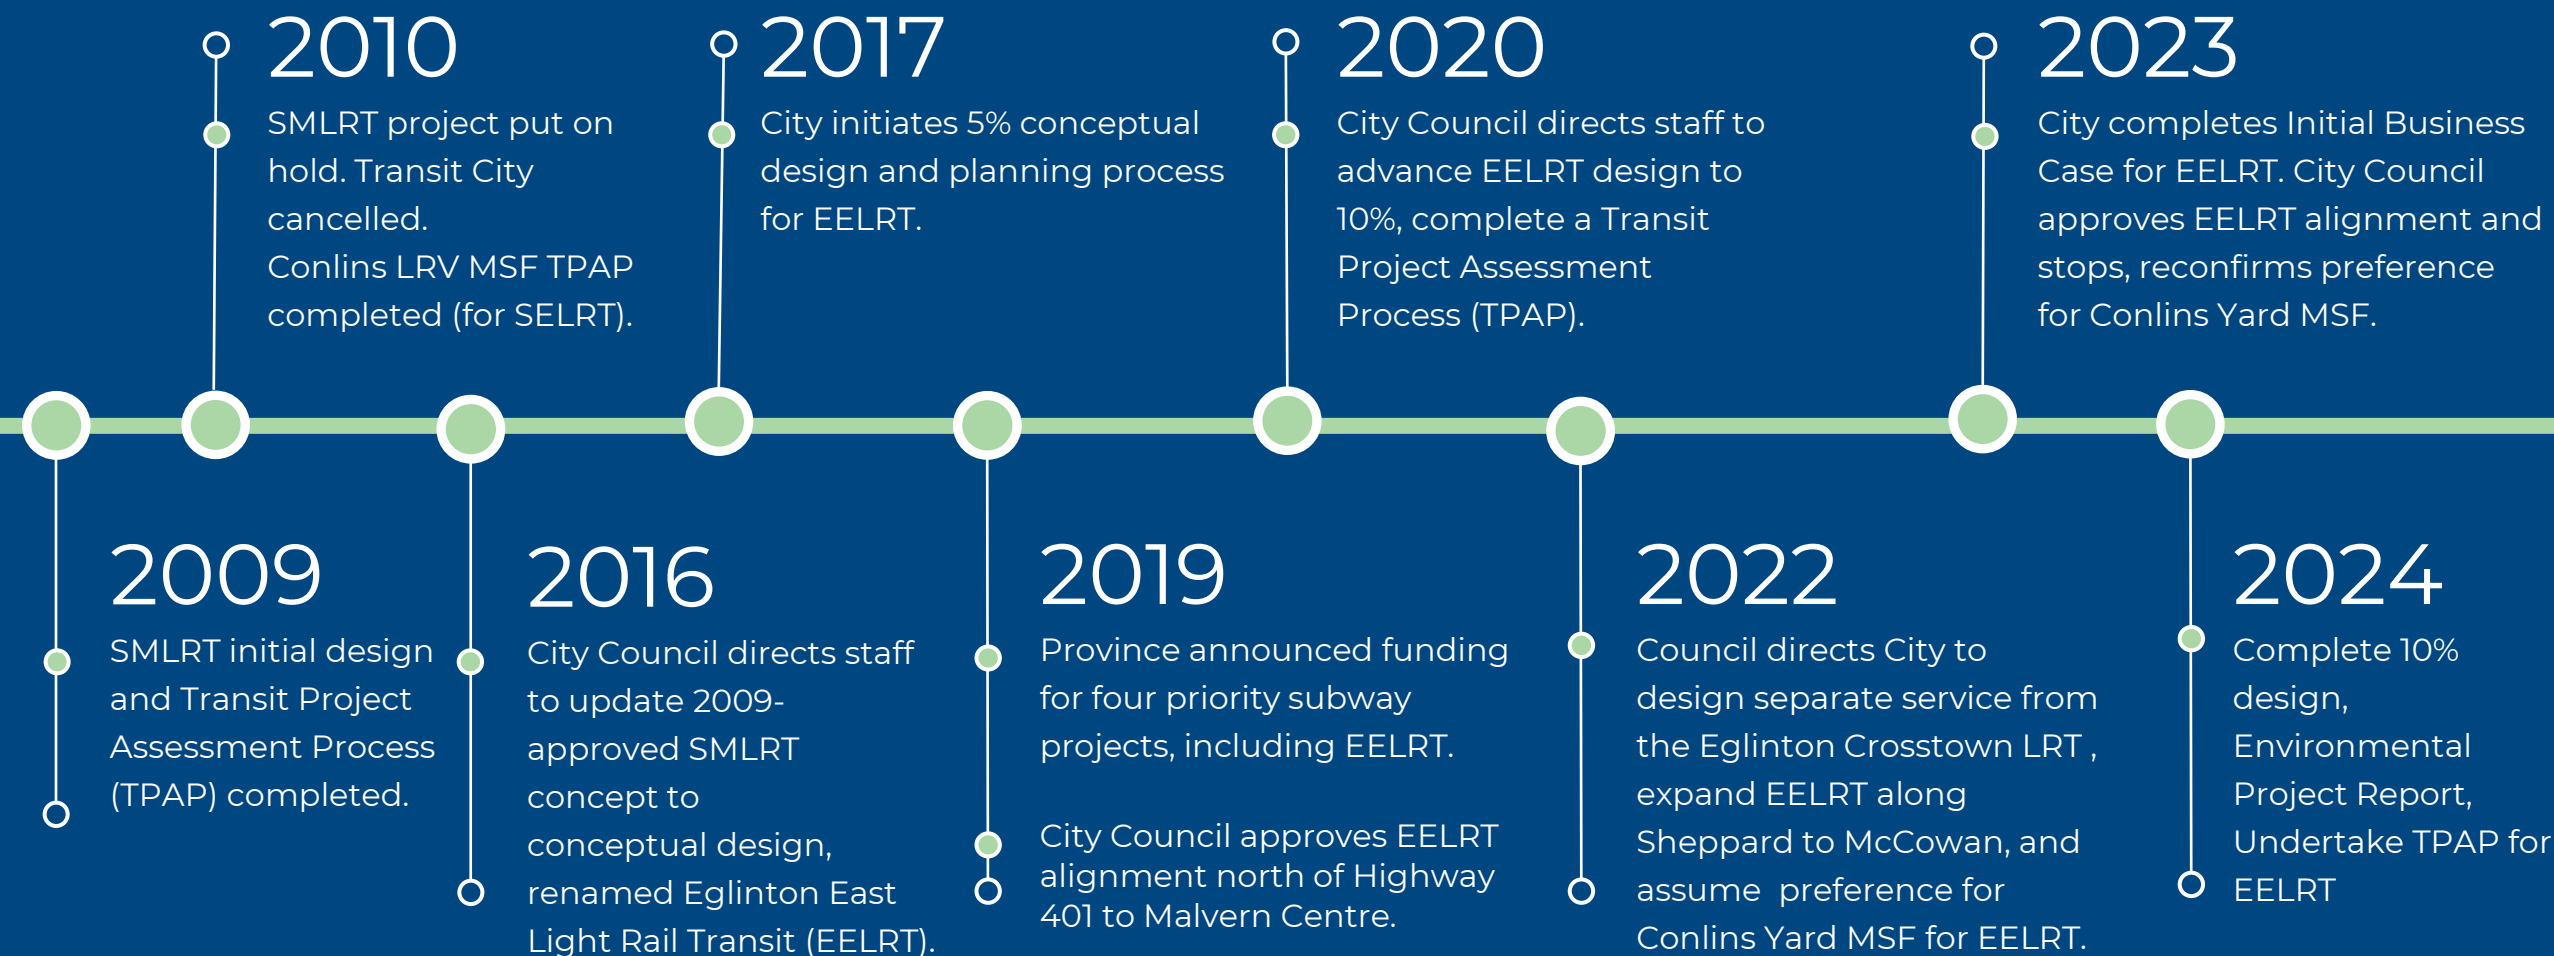 2010
SMLRT project put on
hold. Transit City
cancelled.
Conlins LRV MSF TPAP
completed (for SELRT).
2017
City initiates 5% conceptual
design and planning process
for EELRT.
2020
City Council directs staff to
advance EELRT design to
10%, complete a Transit
Project Assessment
Process (TPAP).
2023
City completes Initial Business
Case for EELRT. City Council
approves EELRT alignment and
stops, reconfirms preference
for Conlins Yard MSF.
2009
SMLRT initial design
and Transit Project
Assessment Process
(TPAP) completed.
2016
City Council directs staff
to update 2009-
approved SMLRT
concept to
conceptual design,
renamed Eglinton East
Light Rail Transit (EELRT).
2019
Province announced funding
for four priority subway
projects, including EELRT.
City Council approves EELRT
alignment north of Highway
401 to Malvern Centre.
2022
Council directs City to
design separate service from
the Eglinton Crosstown LRT ,
expand EELRT along
Sheppard to McCowan, and
assume  preference for
Conlins Yard MSF for EELRT.
2024
Complete 10%
design,
Environmental
Project Report,
Undertake TPAP for
EELRT